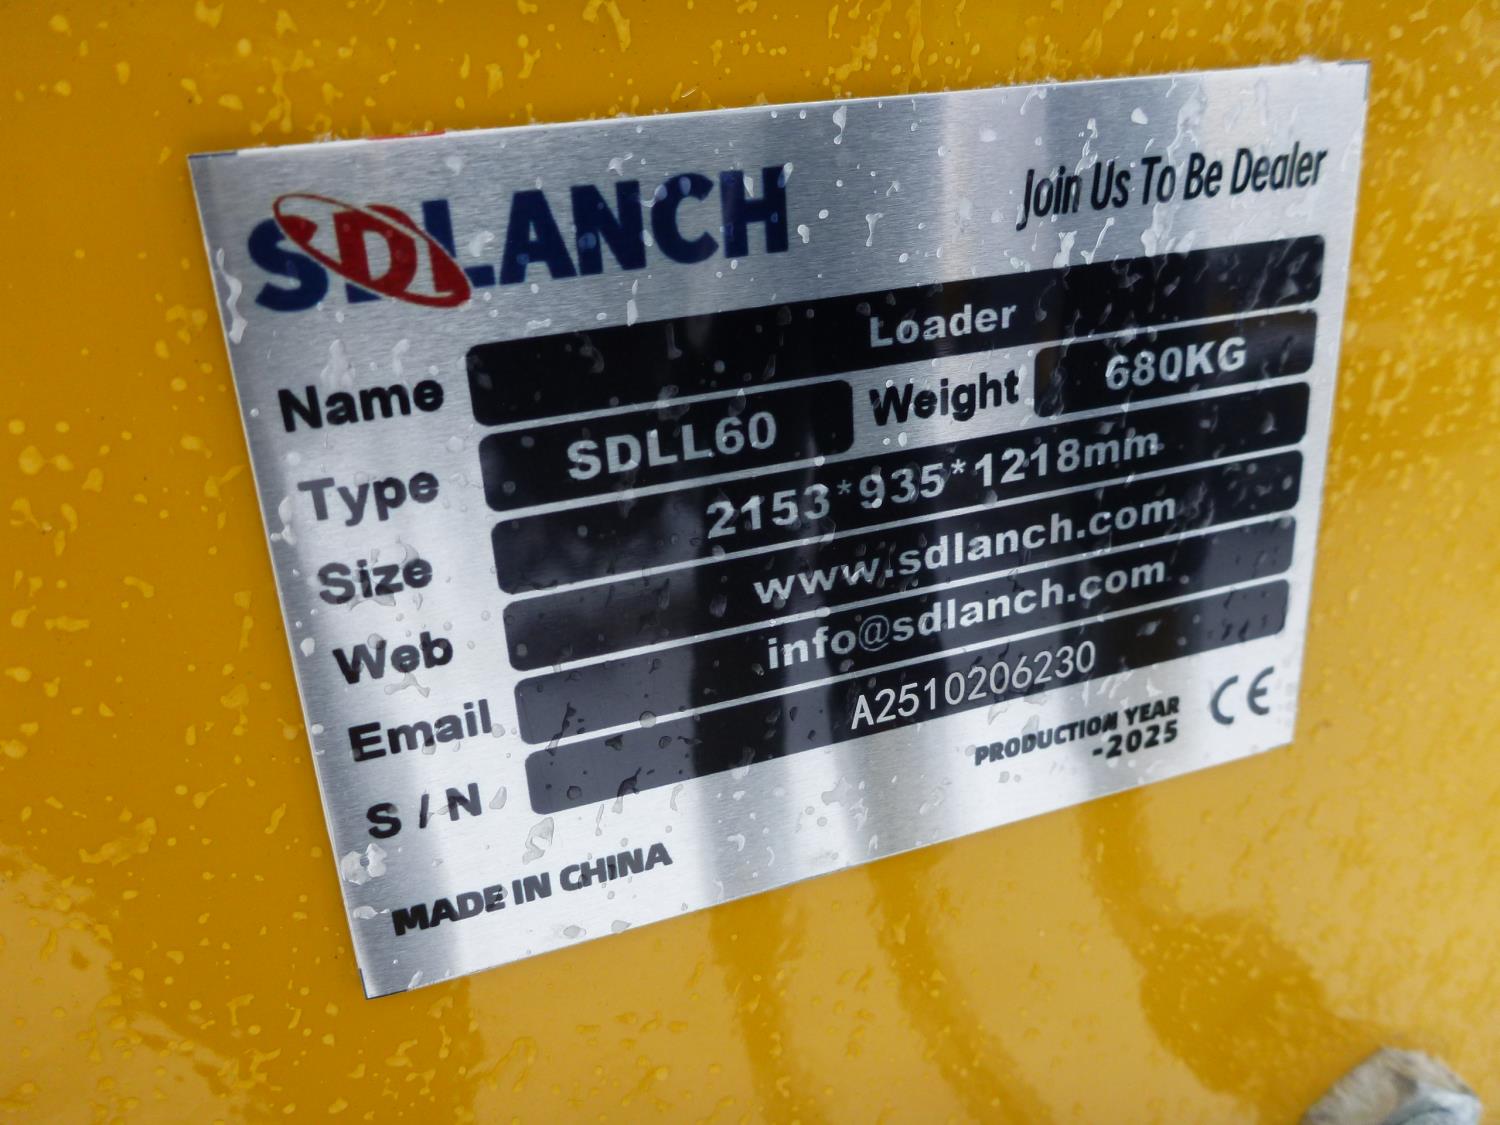 SDLANCH
Join Us To Be Dealer
Name Loader
Type SDLL60 Weight 680KG
Size 2153*935*1218mm
Web www.sdlanch.com
Email info@sdlanch.com
S/N A2510206230
PRODUCTION YEAR
-2025
CE
MADE IN CHINA